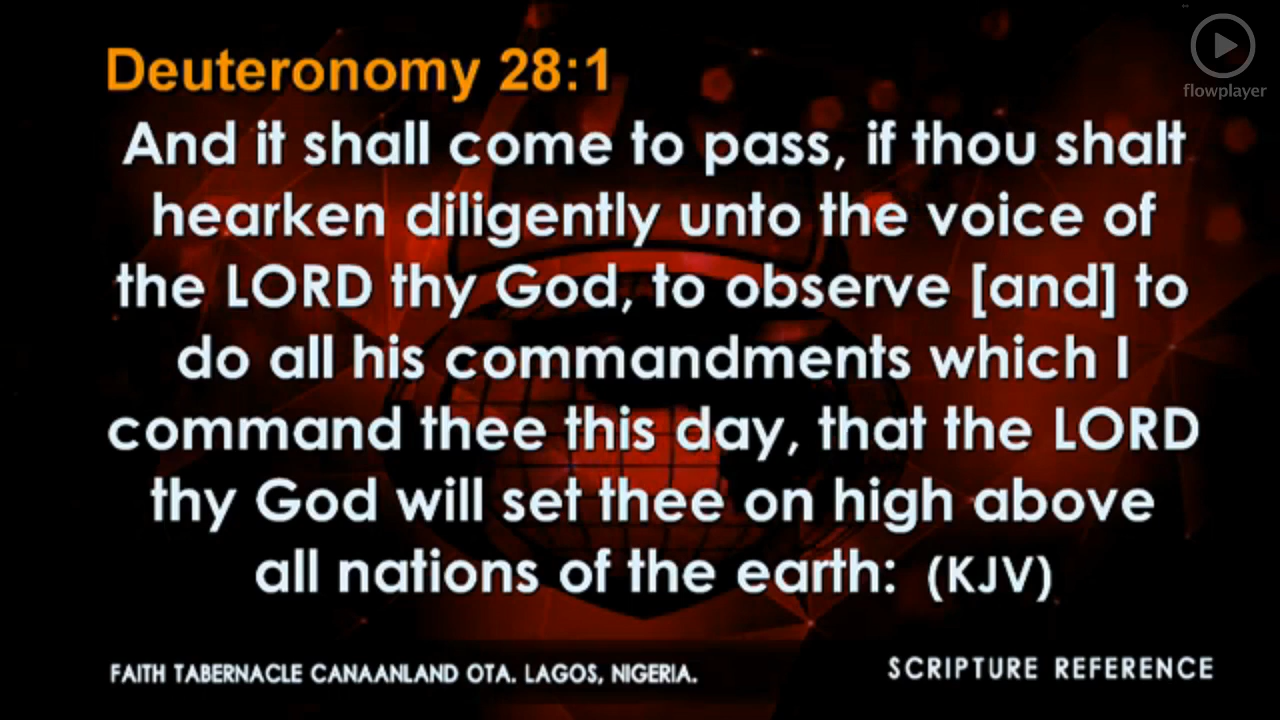 Deuteronomy 28:1
flowplayer
And it shall come to pass, if thou shalt
hearken diligently unto the voice of
the LORD thy God, to observe [and] to
do all his commandments which I
command thee this day, that the LORD
thy God will set thee on high above
all nations of the earth: (KJV)
FAITH TABERNACLE CANAANLAND OTA. LAGOS, NIGERIA.
SCRIPTURE REFERENCE